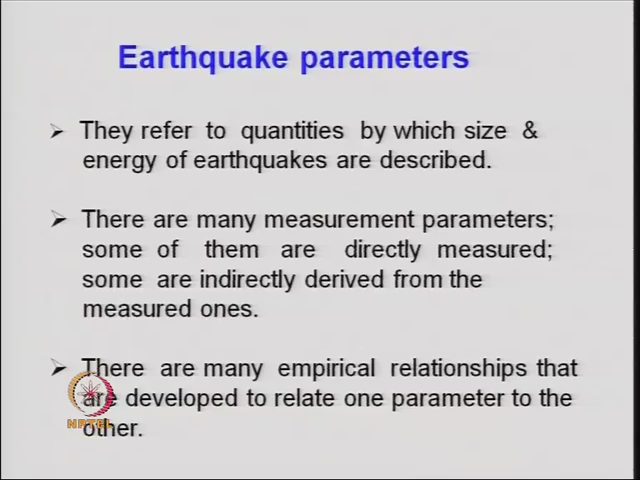 Earthquake parameters
They refer to quantities by which size &
energy of earthquakes are described.
There are many measurement parameters;
some of them are directly measured;
some are indirectly derived from the
measured ones.
There are many empirical relationships that
are developed to relate one parameter to the
other.
NPTEL